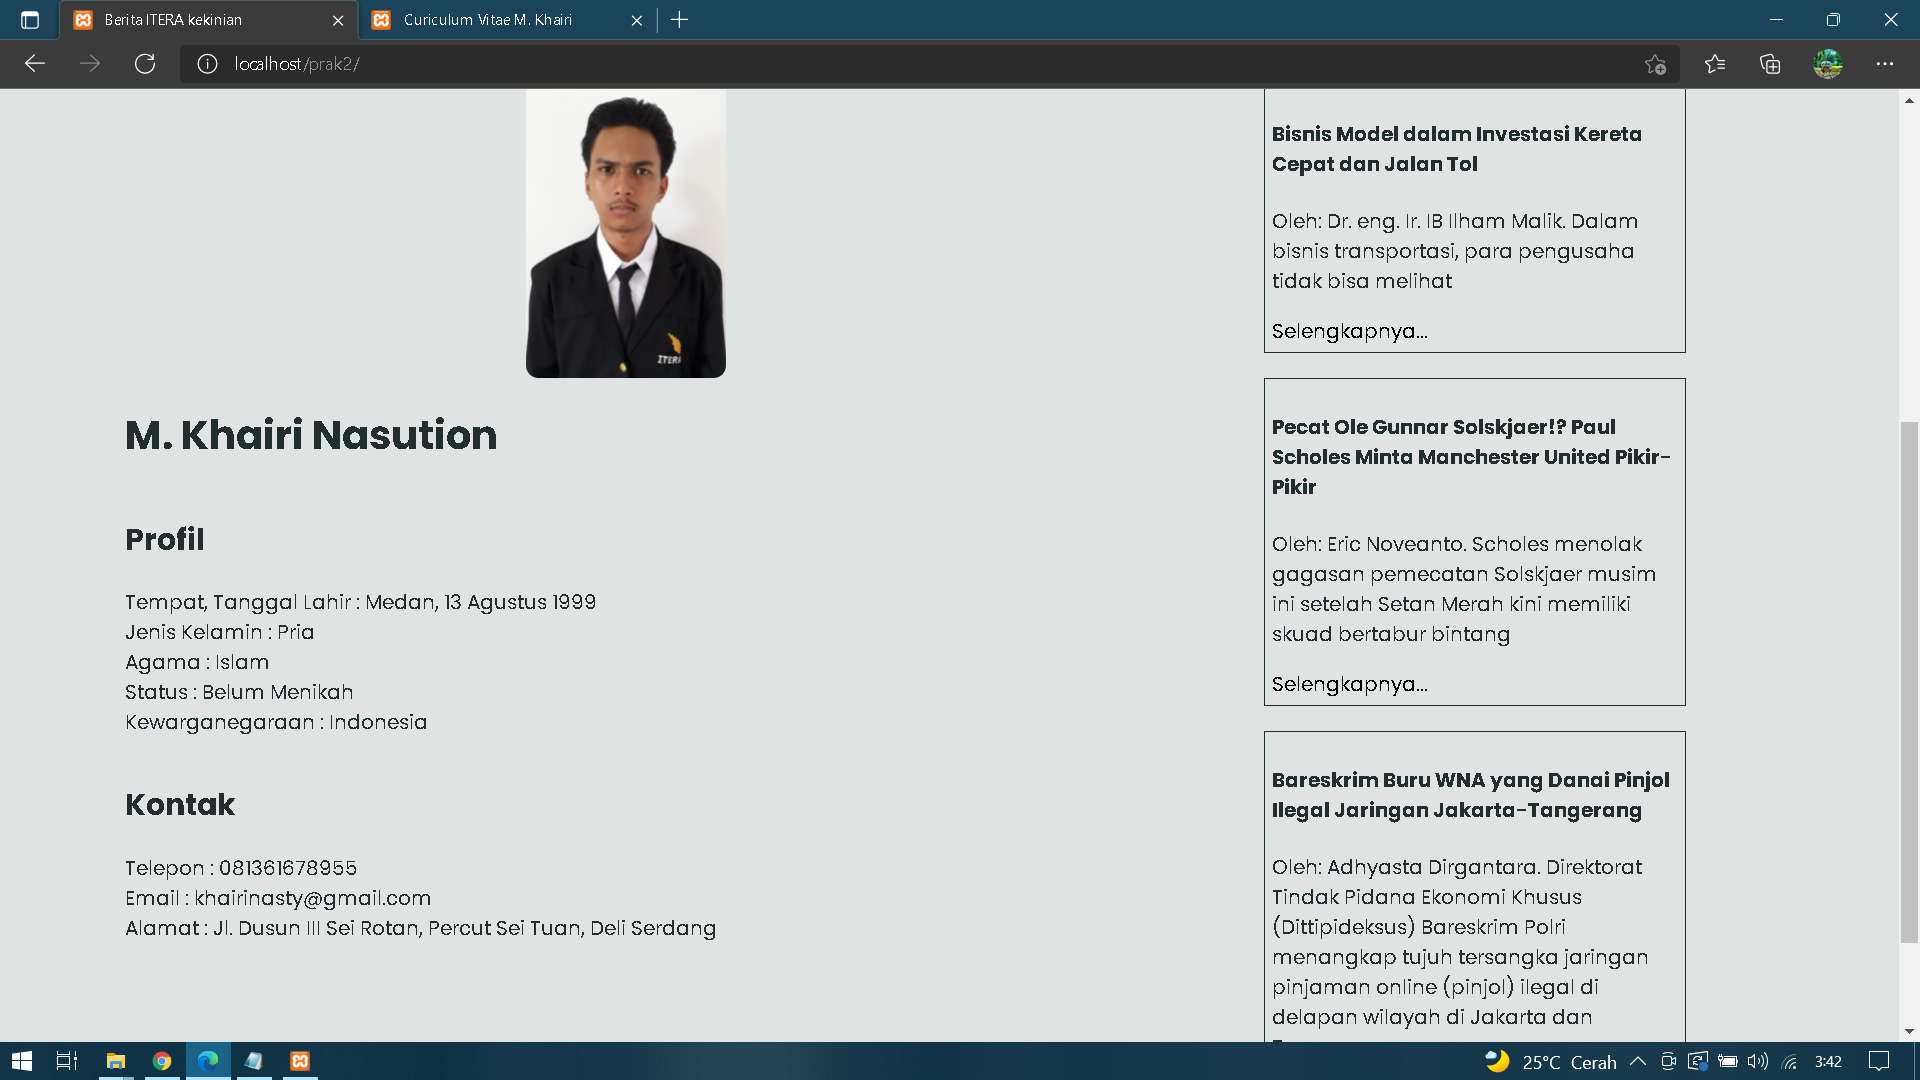 Berita ITERA kekinian
Curiculum Vitae M. Khairi
localhost/prak2/
ITERA
M. Khairi Nasution
Profil
Tempat, Tanggal Lahir : Medan, 13 Agustus 1999
Jenis Kelamin : Pria
Agama : Islam
Status : Belum Menikah
Kewarganegaraan : Indonesia
Kontak
Telepon : 081361678955
Email : khairinasty@gmail.com
Alamat : Jl. Dusun III Sei Rotan, Percut Sei Tuan, Deli Serdang
Bisnis Model dalam Investasi Kereta
Cepat dan Jalan Tol
Oleh: Dr. eng. Ir. IB Ilham Malik. Dalam
bisnis transportasi, para pengusaha
tidak bisa melihat
Selengkapnya...
Pecat Ole Gunnar Solskjaer!? Paul
Scholes Minta Manchester United Pikir-
Pikir
Oleh: Eric Noveanto. Scholes menolak
gagasan pemecatan Solskjaer musim
ini setelah Setan Merah kini memiliki
skuad bertabur bintang
Selengkapnya...
Bareskrim Buru WNA yang Danai Pinjol
Ilegal Jaringan Jakarta-Tangerang
Oleh: Adhyasta Dirgantara. Direktorat
Tindak Pidana Ekonomi Khusus
(Dittipideksus) Bareskrim Polri
menangkap tujuh tersangka jaringan
pinjaman online (pinjol) ilegal di
delapan wilayah di Jakarta dan
25°C Cerah
3:42